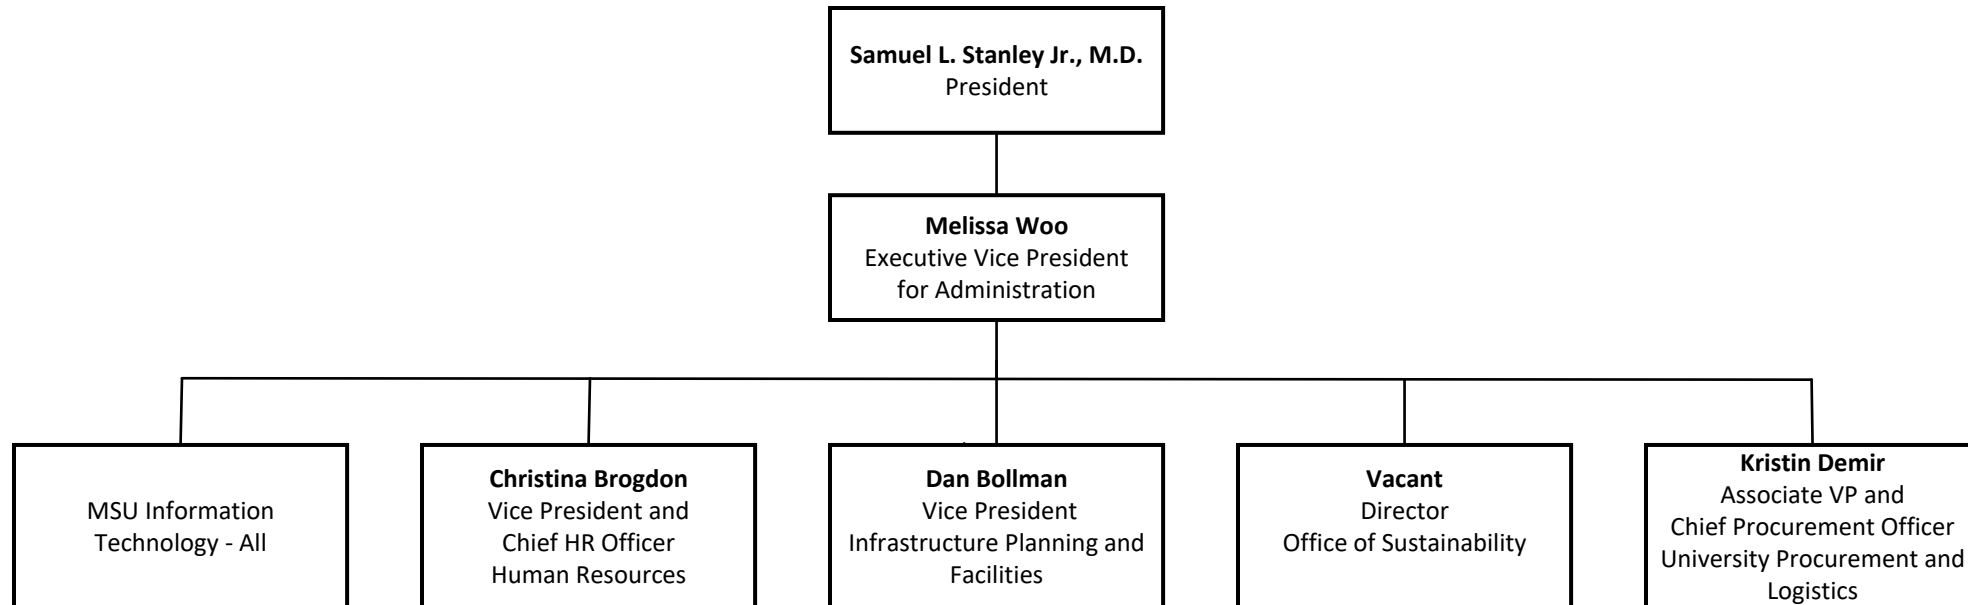 Samuel L. Stanley Jr., M.D.
President
Melissa Woo
Executive Vice President
for Administration
MSU Information
Technology - All
Christina Brogdon
Vice President and
Chief HR Officer
Human Resources
Dan Bollman
Vice President
Infrastructure Planning and
Facilities
Vacant
Director
Office of Sustainability
Kristin Demir
Associate VP and
Chief Procurement Officer
University Procurement and
Logistics